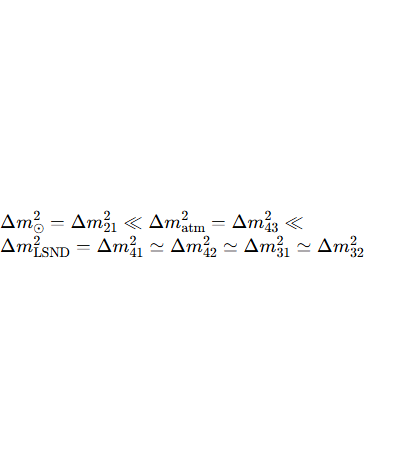 Δm²_⊙ = Δm²_21 ≪ Δm²_atm = Δm²_43 ≪
Δm²_LSND = Δm²_41 ≃ Δm²_42 ≃ Δm²_31 ≃ Δm²_32